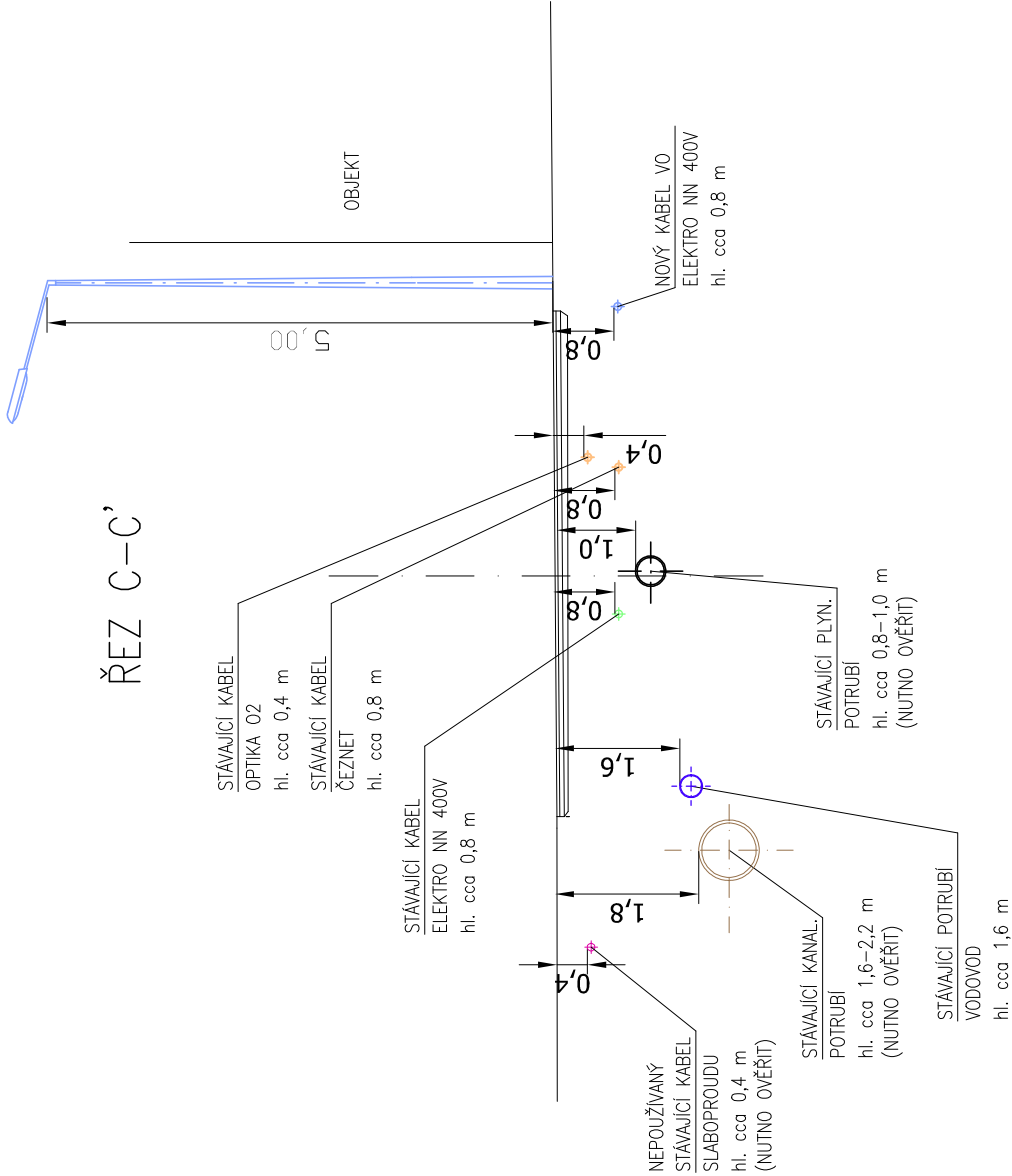 ŘEZ C-C'
STÁVAJÍCÍ KABEL
OPTIKA O2
hl. cca 0,4 m
STÁVAJÍCÍ KABEL
ČEZNET
hl. cca 0,8 m
STÁVAJÍCÍ KABEL
ELEKTRO NN 400V
hl. cca 0,8 m
OBJEKT
5,00
NOVÝ KABEL VO
ELEKTRO NN 400V
hl. cca 0,8 m
0,4
1,8
1,6
0,8
1,0
0,8
0,4
0,8
NEPOUŽÍVANÝ
STÁVAJÍCÍ KABEL
SLABOPROUDU
hl. cca 0,4 m
(NUTNO OVĚŘIT)
STÁVAJÍCÍ KANAL.
POTRUBÍ
hl. cca 1,6-2,2 m
(NUTNO OVĚŘIT)
STÁVAJÍCÍ POTRUBÍ
VODOVOD
hl. cca 1,6 m
STÁVAJÍCÍ PLYN.
POTRUBÍ
hl. cca 0,8-1,0 m
(NUTNO OVĚŘIT)